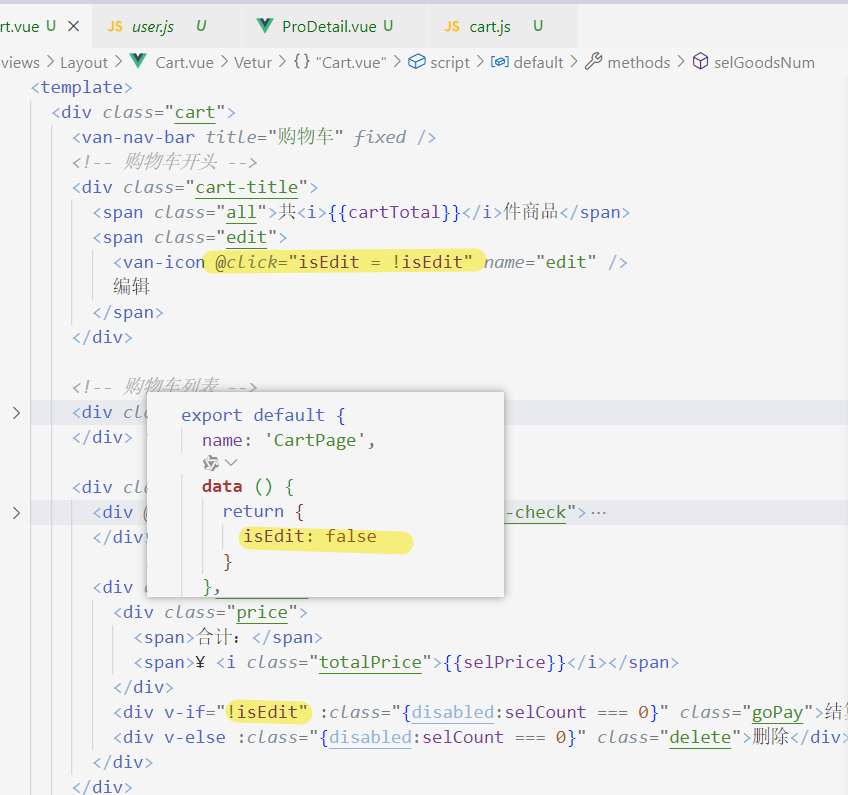 rt.vue U × JS user.js U ProDetail.vue U JS cart.js U
views > Layout > Cart.vue > Vetur > {} "Cart.vue" > script > default > methods > selGoodsNum
<template>
<div class="cart">
<van-nav-bar title="购物车" fixed />
<!-- 购物车开头 -->
<div class="cart-title">
<span class="all">共<i>{{cartTotal}}</i>件商品</span>
<span class="edit">
<van-icon @click="isEdit = !isEdit" name="edit" />
编辑
</span>
</div>
<!-- 购物车列表 -->
<div cl
</div>
export default {
name: 'CartPage',
data () {
return {
isEdit: false
}
},
<div cl
<div -check">…
</div>
<div
<div class="price">
<span>合计：</span>
<span>¥ <i class="totalPrice">{{selPrice}}</i></span>
</div>
<div v-if="!isEdit" :class="{disabled:selCount === 0}" class="goPay">结
<div v-else :class="{disabled:selCount === 0}" class="delete">删除</div>
</div>
</div>